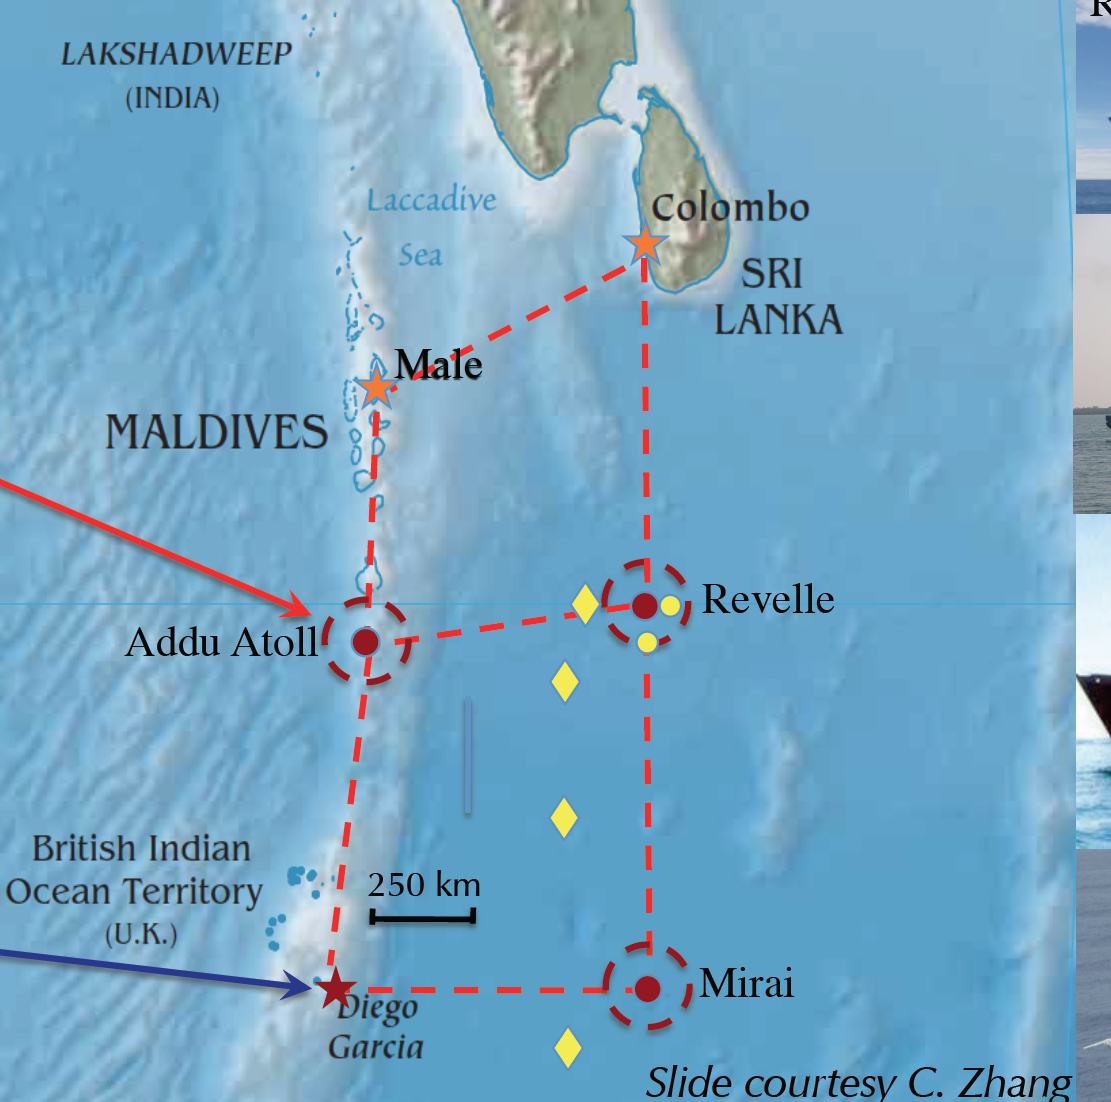 R
LAKSHADWEEP
(INDIA)
Laccadive
Sea
Colombo
SRI
LANKA
Male
MALDIVES
Revelle
Addu Atoll
British Indian
Ocean Territory
(U.K.)
250 km
Mirai
Diego
Garcia
Slide courtesy C. Zhang